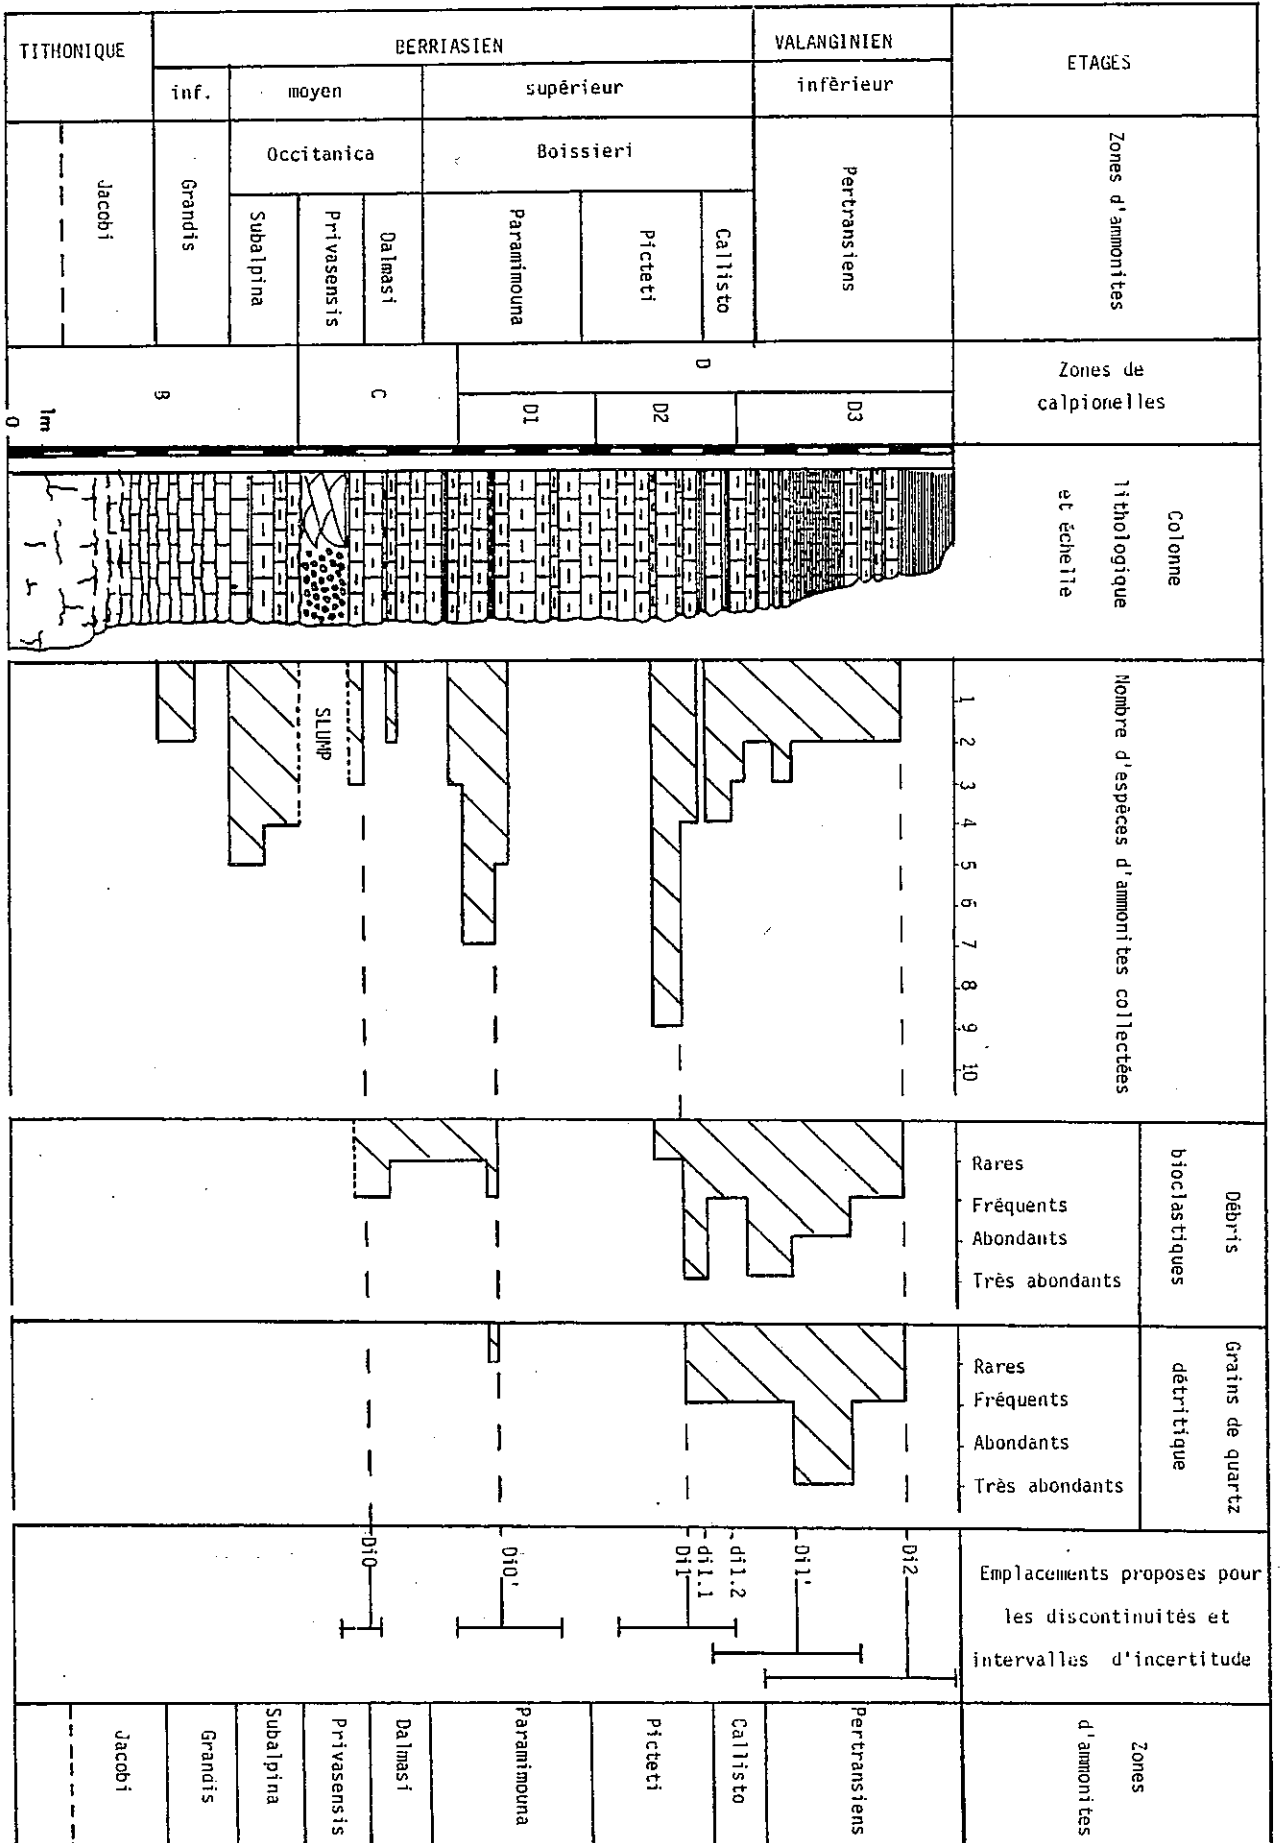 TITHONIQUE
BERRIASIEN
VALANGINIEN
ETAGES
inf.
moyen
supérieur
infèrieur
Jacobi
Grandis
Occitanica
Subalpina
Privasensis
Dalmasi
Boissieri
Paramimouna
Picteti
Callisto
Pertransiens
Zones d'ammonites
B
C
D
D1
D2
D3
Zones de
calpionelles
0
1m
Colonne
lithologique
et échelle
SLUMP
1
2
3
4
5
6
7
8
9
10
Nombre d'espèces d'ammonites collectées
Rares
Fréquents
Abondants
Très abondants
Débris
bioclastiques
Rares
Fréquents
Abondants
Très abondants
Grains de quartz
détritique
Di0
Di0'
Di1
di1.1
di1.2
Di1'
Di2
Emplacements proposes pour
les discontinuités et
intervalles d'incertitude
Jacobi
Grandis
Subalpina
Privasensis
Dalmasi
Paramimouna
Picteti
Callisto
Pertransiens
Zones
d'ammonites